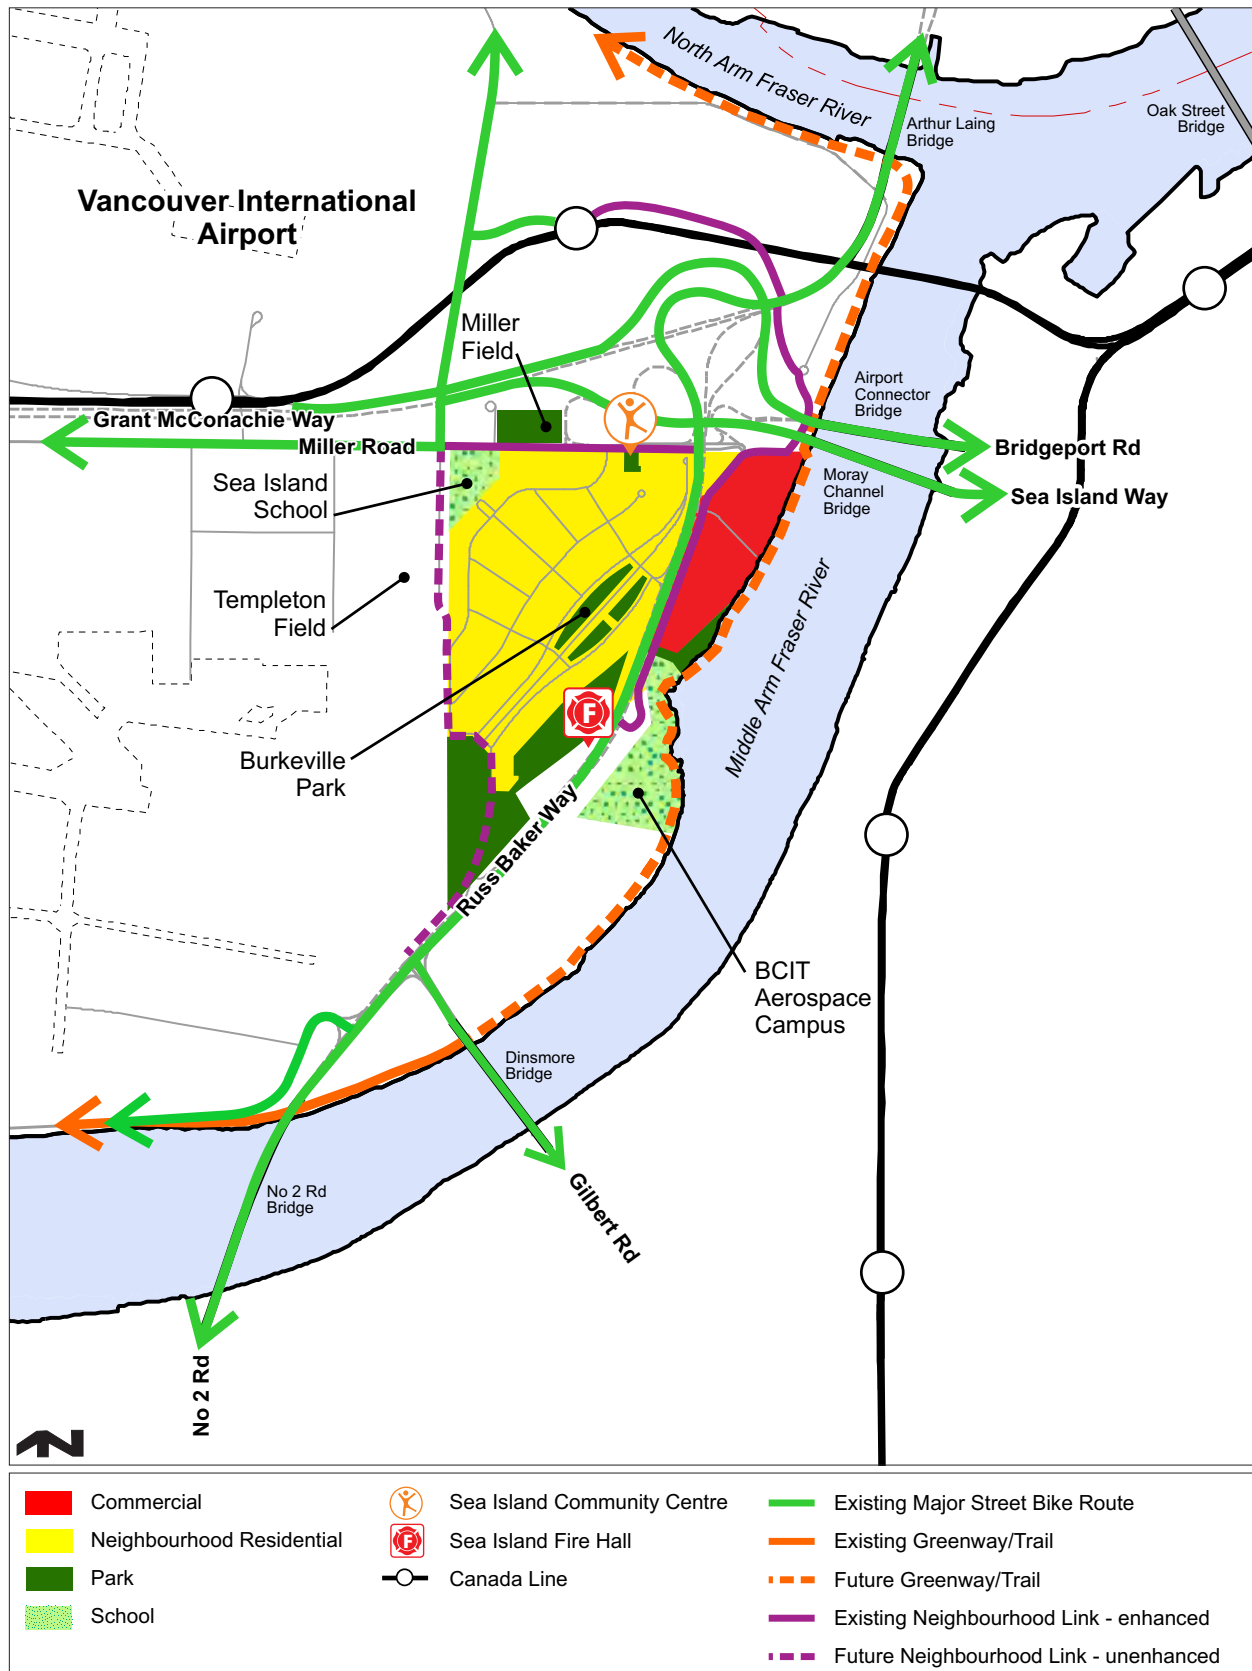 North Arm Fraser River
Arthur Laing
Bridge
Oak Street
Bridge
Vancouver International
Airport
Miller
Field
Airport
Connector
Bridge
Grant McConachie Way
Miller Road
Bridgeport Rd
Sea Island
School
Moray
Channel
Bridge
Sea Island Way
Templeton
Field
Middle Arm Fraser River
F
Burkeville
Park
Russ Baker Way
BCIT
Aerospace
Campus
Dinsmore
Bridge
No 2 Rd
Bridge
Gilbert Rd
No 2 Rd
N
Commercial
Neighbourhood Residential
Park
School
Sea Island Community Centre
F
Sea Island Fire Hall
Canada Line
Existing Major Street Bike Route
Existing Greenway/Trail
Future Greenway/Trail
Existing Neighbourhood Link - enhanced
Future Neighbourhood Link - unenhanced